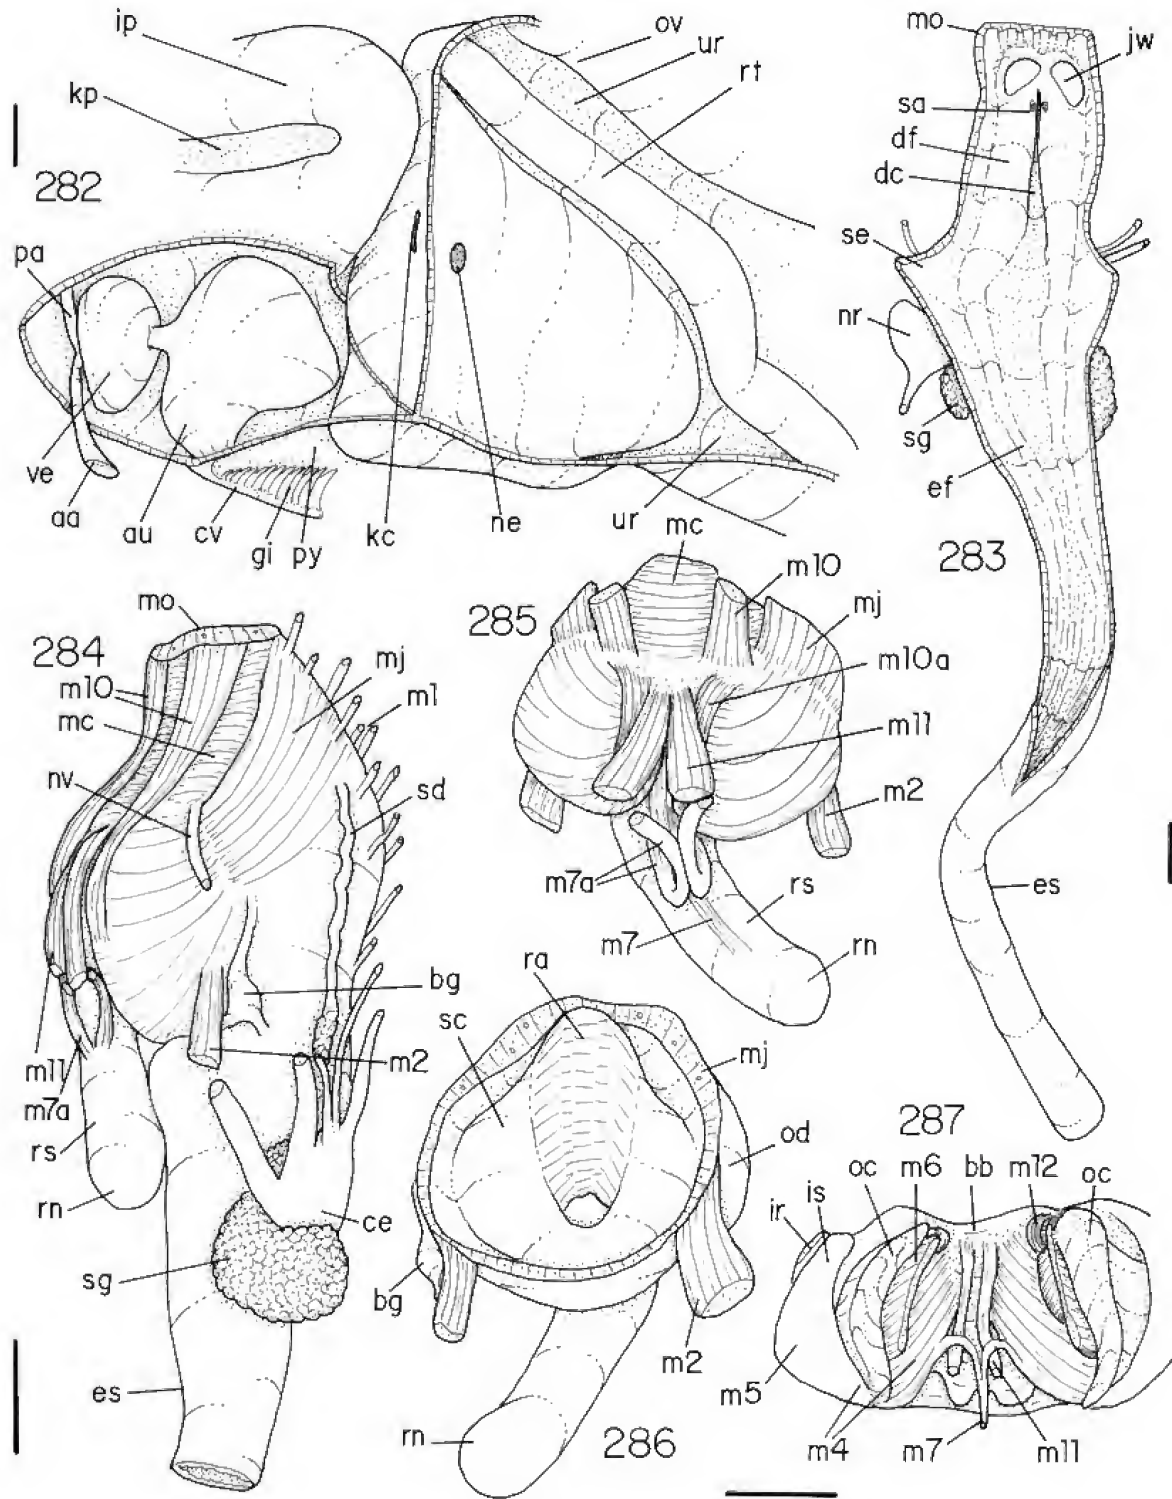 ip
kp
282
ov
ur
rt
pa
ve
aa
au
cv
gi
py
kc
ne
ur
mo
jw
sa
df
dc
se
nr
sg
ef
283
es
284
mo
m10
mc
nv
mj
m1
sd
bg
m2
m11
m7a
rs
rn
sg
ce
es
285
mc
m10
mj
m10a
m11
m2
m7a
m7
rs
rn
ra
sc
mj
od
bg
m2
rn
286
287
ir
is
oc
m6
bb
m12
oc
m5
m4
m7
m11